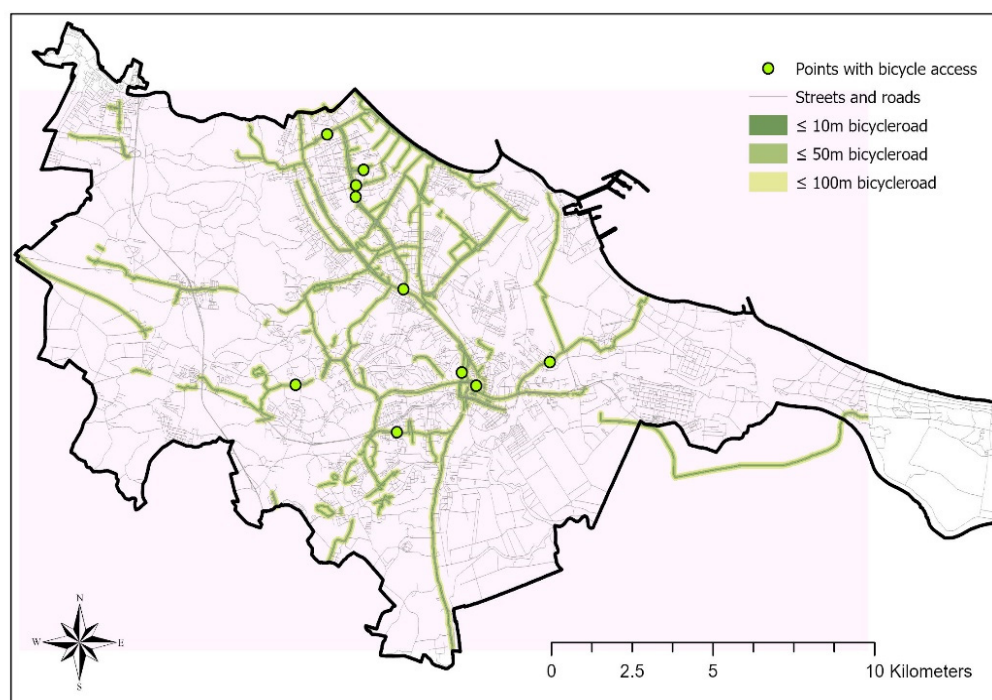 Points with bicycle access
Streets and roads
≤ 10m bicycleroad
≤ 50m bicycleroad
≤ 100m bicycleroad
N
W E
S
0 2.5 5 10 Kilometers